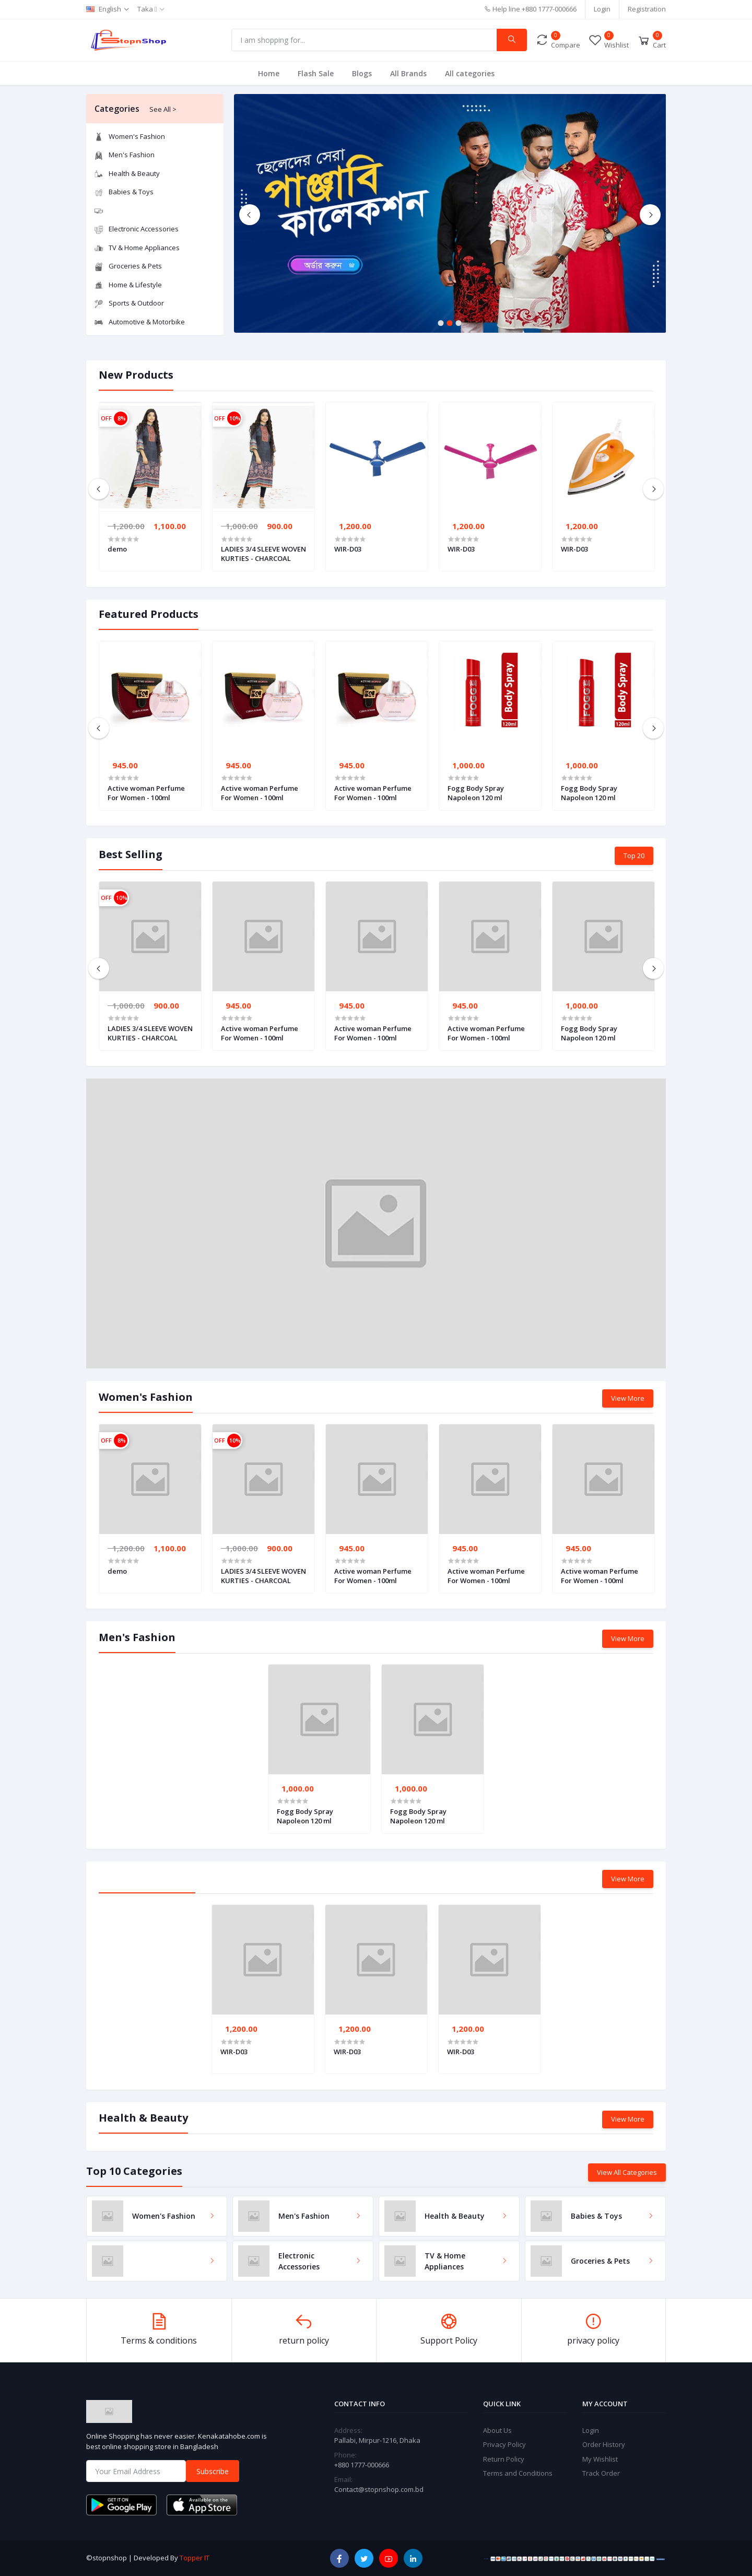 English
Taka ৳
Help line +880 1777-000666
Login
Registration
StopnShop
I am shopping for...
0
Compare
0
Wishlist
0
Cart
Home
Flash Sale
Blogs
All Brands
All categories
Categories
See All >
Women's Fashion
Men's Fashion
Health & Beauty
Babies & Toys
Electronic Accessories
TV & Home Appliances
Groceries & Pets
Home & Lifestyle
Sports & Outdoor
Automotive & Motorbike
ছেলেদের সেরা
পাঞ্জাবি
কালেকশন
অর্ডার করুন
New Products
OFF 8%
1,200.00 1,100.00
demo
OFF 10%
1,000.00 900.00
LADIES 3/4 SLEEVE WOVEN
KURTIES - CHARCOAL
1,200.00
WIR-D03
1,200.00
WIR-D03
1,200.00
WIR-D03
Featured Products
945.00
Active woman Perfume
For Women - 100ml
945.00
Active woman Perfume
For Women - 100ml
945.00
Active woman Perfume
For Women - 100ml
FOGG
Body Spray
120ml
1,000.00
Fogg Body Spray
Napoleon 120 ml
FOGG
Body Spray
120ml
1,000.00
Fogg Body Spray
Napoleon 120 ml
Best Selling
Top 20
OFF 10%
1,000.00 900.00
LADIES 3/4 SLEEVE WOVEN
KURTIES - CHARCOAL
945.00
Active woman Perfume
For Women - 100ml
945.00
Active woman Perfume
For Women - 100ml
945.00
Active woman Perfume
For Women - 100ml
1,000.00
Fogg Body Spray
Napoleon 120 ml
Women's Fashion
View More
OFF 8%
1,200.00 1,100.00
demo
OFF 10%
1,000.00 900.00
LADIES 3/4 SLEEVE WOVEN
KURTIES - CHARCOAL
945.00
Active woman Perfume
For Women - 100ml
945.00
Active woman Perfume
For Women - 100ml
945.00
Active woman Perfume
For Women - 100ml
Men's Fashion
View More
1,000.00
Fogg Body Spray
Napoleon 120 ml
1,000.00
Fogg Body Spray
Napoleon 120 ml
View More
1,200.00
WIR-D03
1,200.00
WIR-D03
1,200.00
WIR-D03
Health & Beauty
View More
Top 10 Categories
View All Categories
Women's Fashion
Men's Fashion
Health & Beauty
Babies & Toys
Electronic
Accessories
TV & Home
Appliances
Groceries & Pets
Terms & conditions
return policy
Support Policy
privacy policy
Online Shopping has never easier. Kenakatahobe.com is
best online shopping store in Bangladesh
Your Email Address
Subscribe
GET IT ON
Google Play
Available on the
App Store
CONTACT INFO
Address:
Pallabi, Mirpur-1216, Dhaka
Phone:
+880 1777-000666
Email:
Contact@stopnshop.com.bd
QUICK LINK
About Us
Privacy Policy
Return Policy
Terms and Conditions
MY ACCOUNT
Login
Order History
My Wishlist
Track Order
©stopnshop | Developed By Topper IT